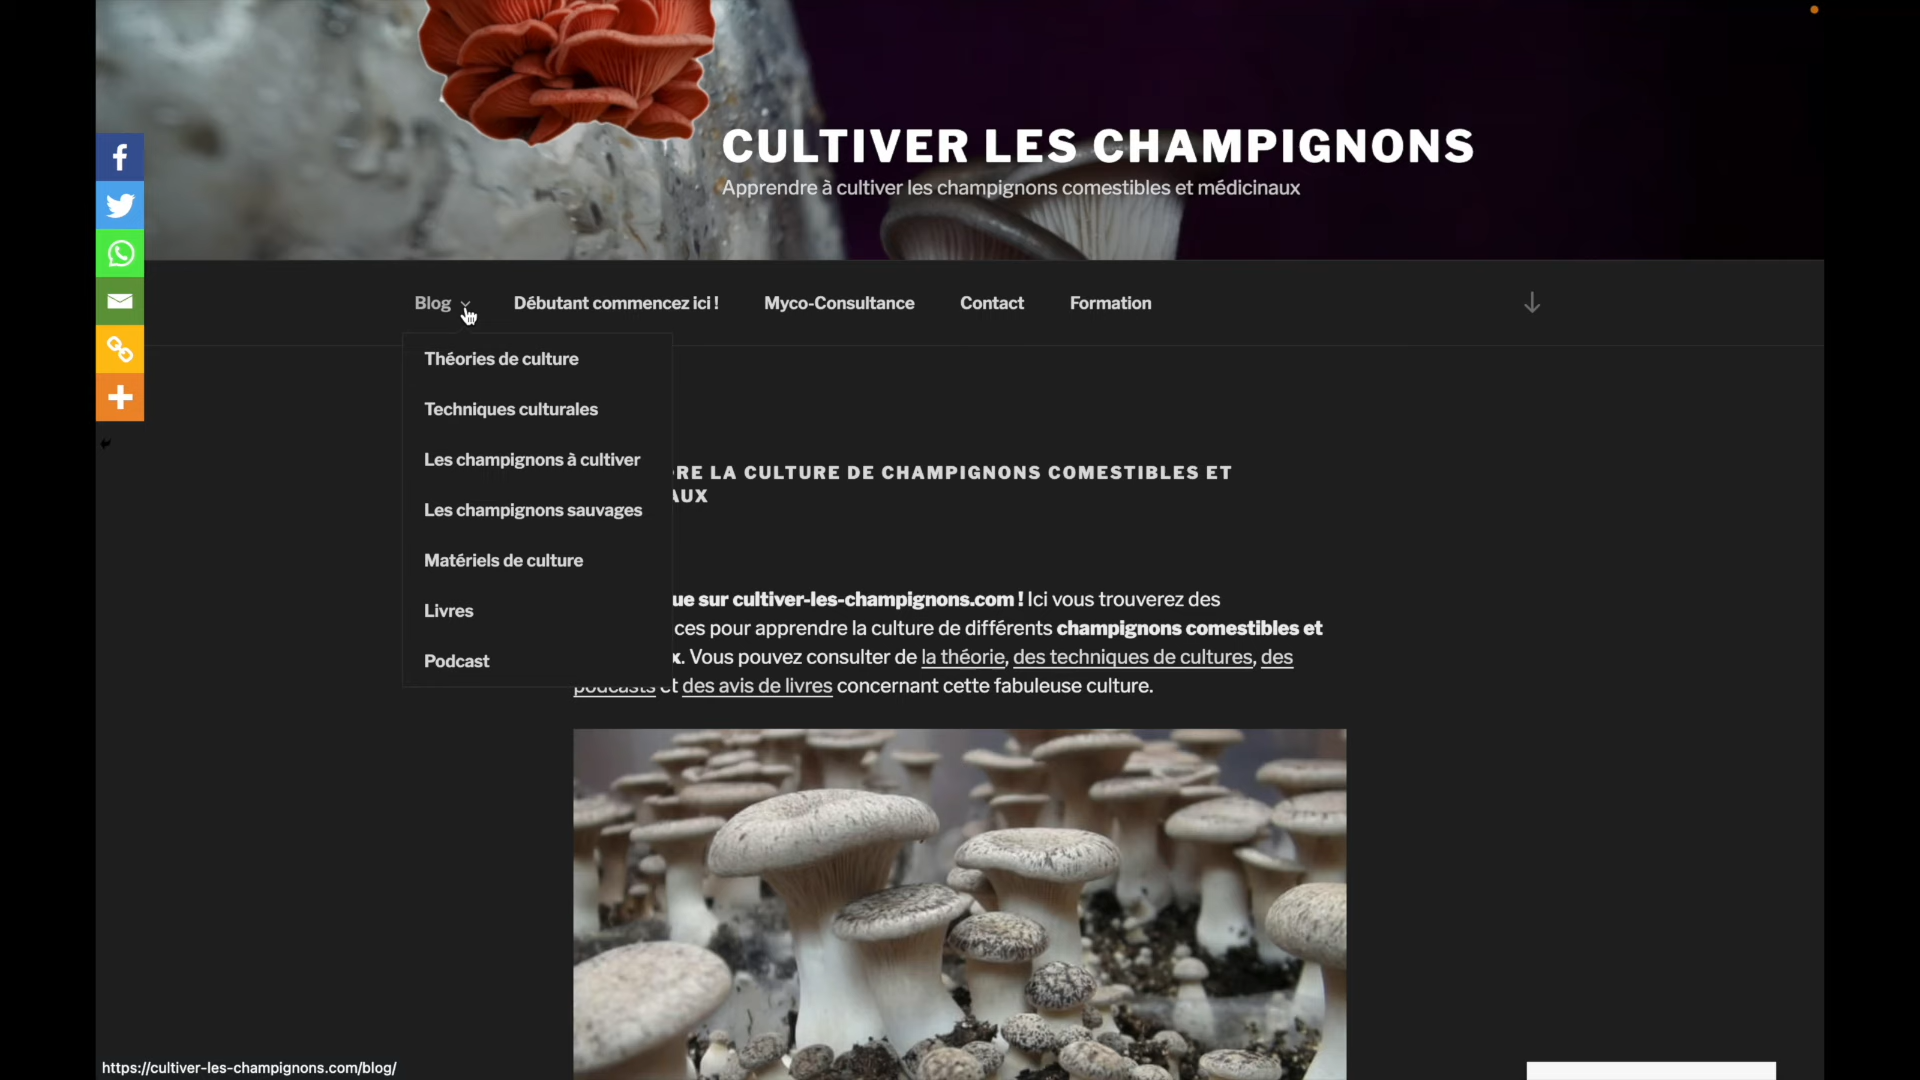 CULTIVER LES CHAMPIGNONS
Apprendre à cultiver les champignons comestibles et médicinaux
Blog
Débutant commencez ici !
Myco-Consultance
Contact
Formation
Théories de culture
Techniques culturales
Les champignons à cultiver
Les champignons sauvages
Matériels de culture
Livres
Podcast
RE LA CULTURE DE CHAMPIGNONS COMESTIBLES ET
AUX
ue sur cultiver-les-champignons.com ! Ici vous trouverez des
ces pour apprendre la culture de différents champignons comestibles et
x. Vous pouvez consulter de la théorie, des techniques de cultures, des
podcasts et des avis de livres concernant cette fabuleuse culture.
https://cultiver-les-champignons.com/blog/